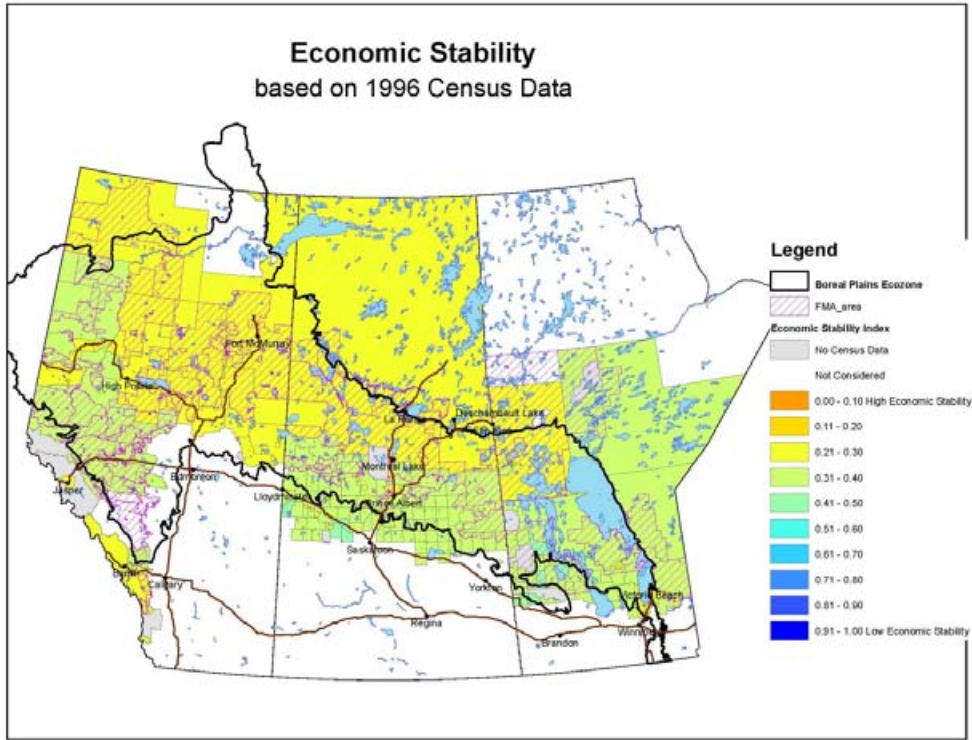 Economic Stability
based on 1996 Census Data
Legend
Boreal Plains Ecozone
FMA_area
Economic Stability Index
No Census Data
Not Considered
0.00 - 0.10 High Economic Stability
0.11 - 0.20
0.21 - 0.30
0.31 - 0.40
0.41 - 0.50
0.51 - 0.60
0.61 - 0.70
0.71 - 0.80
0.81 - 0.90
0.91 - 1.00 Low Economic Stability
Fort McMurray
High Prairie
Deschambault Lake
La
Montreal Lake
Jasper
Edmonton
Lloydminster
Albert
Saskatoon
Calgary
Yorkton
Victoria Beach
Regina
Winnipeg
Brandon